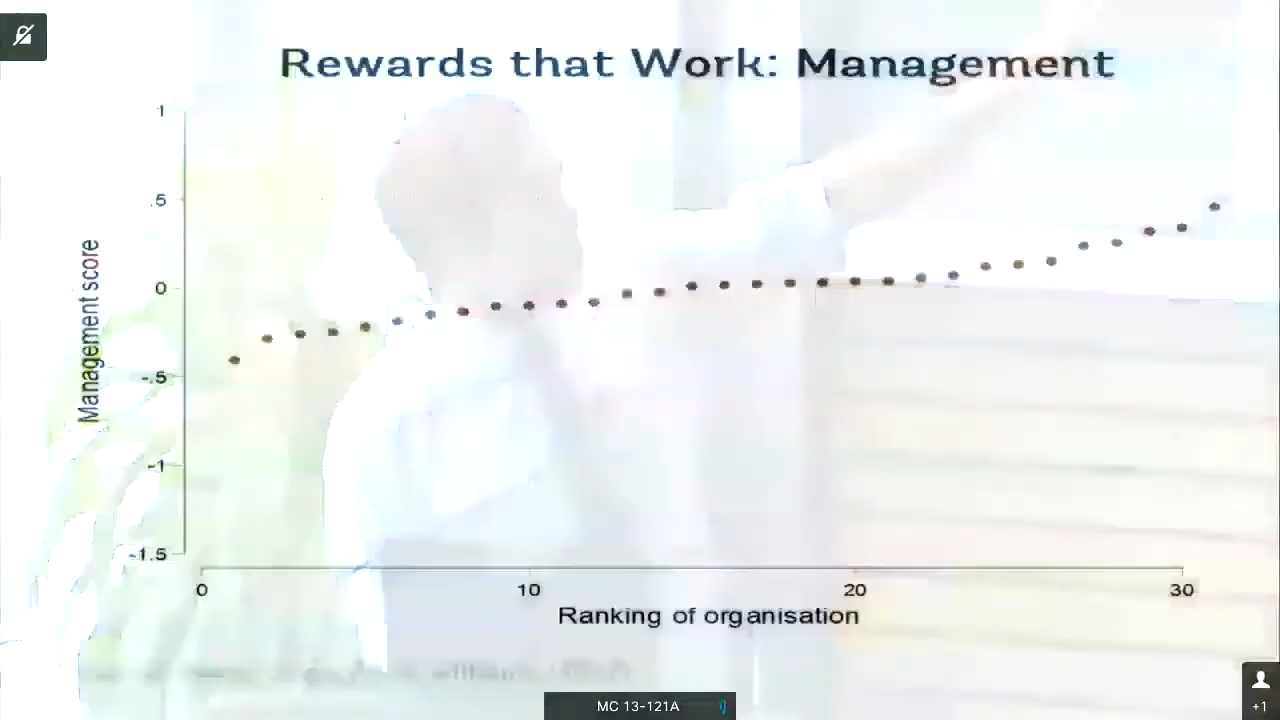 Rewards that Work: Management
1
.5
0
-.5
-1
-1.5
Management score
0 10 20 30
Ranking of organisation
MC 13-121A
+1